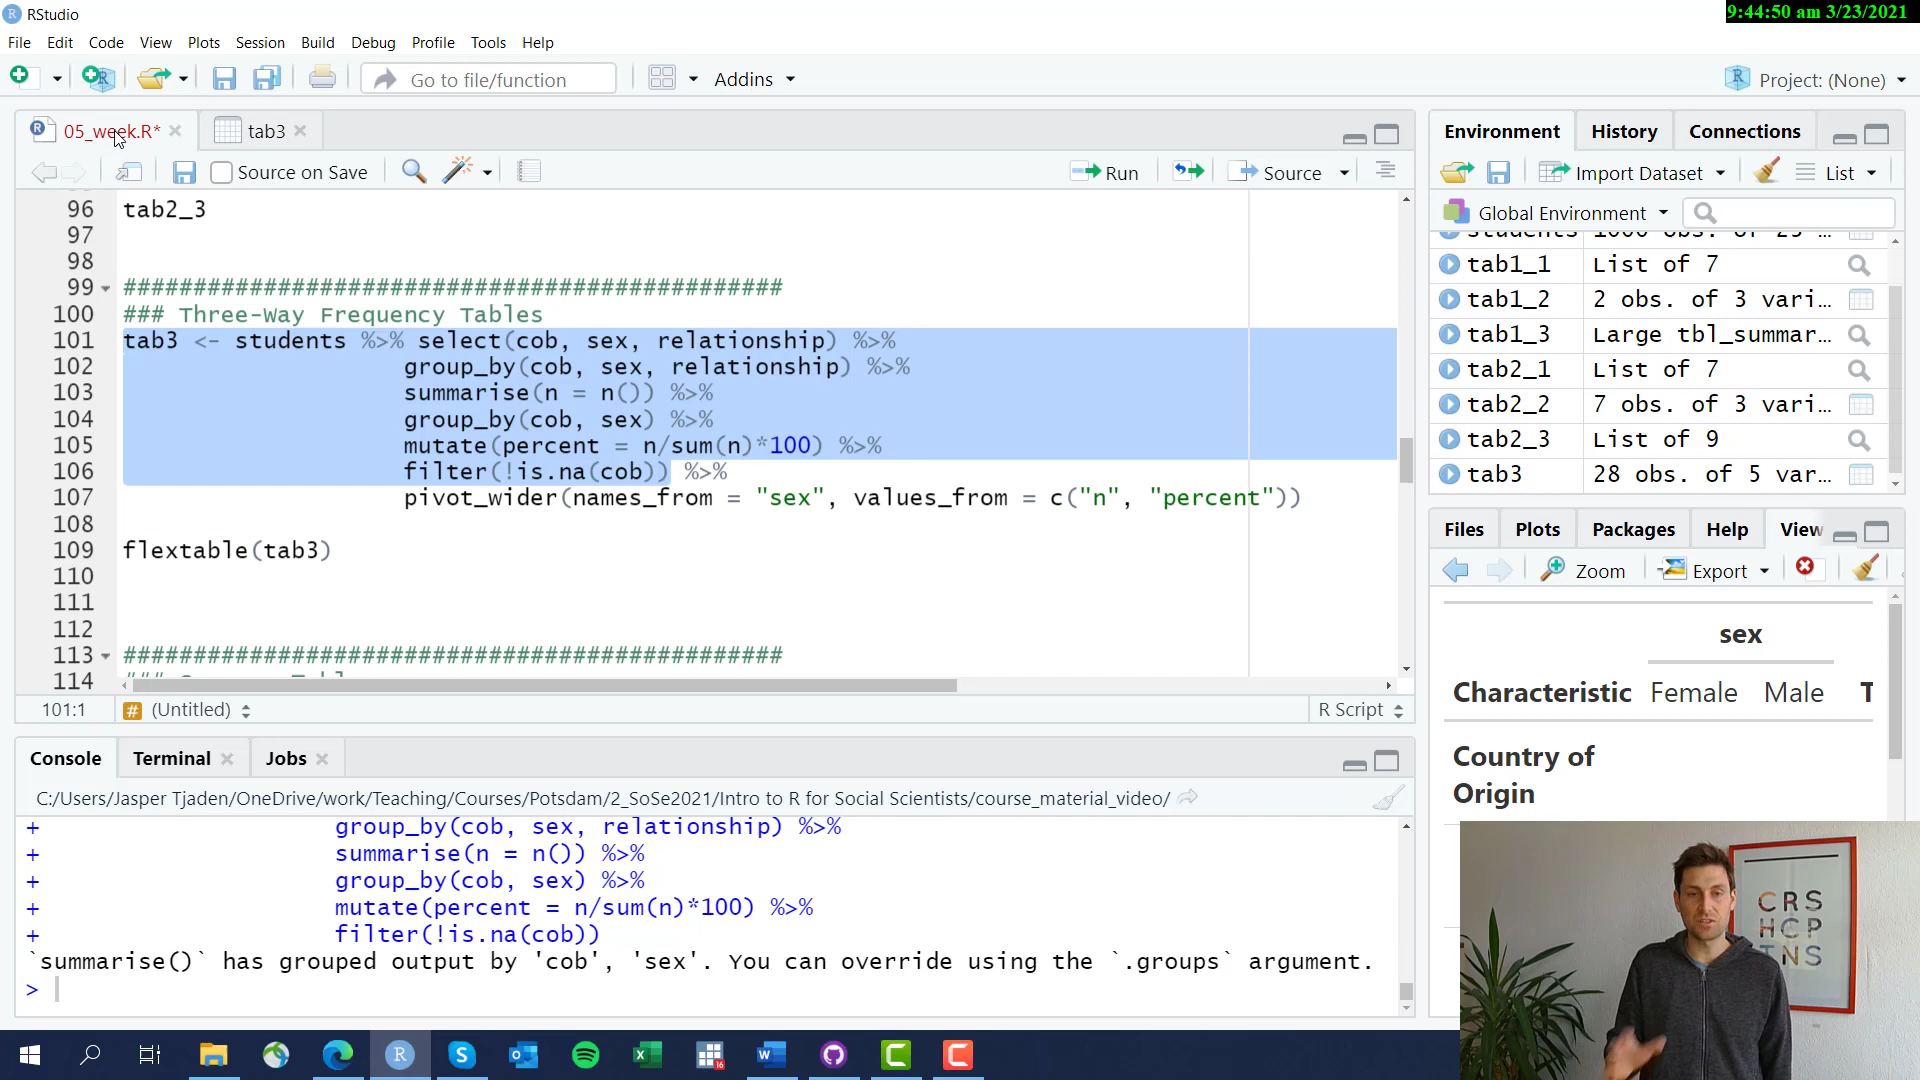 RStudio
9:44:50 am 3/23/2021
File Edit Code View Plots Session Build Debug Profile Tools Help
Go to file/function
Addins
Project: (None)
05_week.R*
tab3
Source on Save
Run
Source
96 tab2_3
97
98
99 ###############################################
100 ### Three-Way Frequency Tables
101 tab3 <- students %>% select(cob, sex, relationship) %>%
102 group_by(cob, sex, relationship) %>%
103 summarise(n = n()) %>%
104 group_by(cob, sex) %>%
105 mutate(percent = n/sum(n)*100) %>%
106 filter(!is.na(cob)) %>%
107 pivot_wider(names_from = "sex", values_from = c("n", "percent"))
108
109 flextable(tab3)
110
111
112
113 ###############################################
114
101:1
# (Untitled)
R Script
Console Terminal Jobs
C:/Users/Jasper Tjaden/OneDrive/work/Teaching/Courses/Potsdam/2_SoSe2021/Intro to R for Social Scientists/course_material_video/
+ group_by(cob, sex, relationship) %>%
+ summarise(n = n()) %>%
+ group_by(cob, sex) %>%
+ mutate(percent = n/sum(n)*100) %>%
+ filter(!is.na(cob))
`summarise()` has grouped output by 'cob', 'sex'. You can override using the `.groups` argument.
>
Environment History Connections
Import Dataset
List
Global Environment
tab1_1 List of 7
tab1_2 2 obs. of 3 vari...
tab1_3 Large tbl_summar...
tab2_1 List of 7
tab2_2 7 obs. of 3 vari...
tab2_3 List of 9
tab3 28 obs. of 5 var...
Files Plots Packages Help View
Zoom
Export
sex
Characteristic Female Male T
Country of
Origin
CRS
HCP
TNS